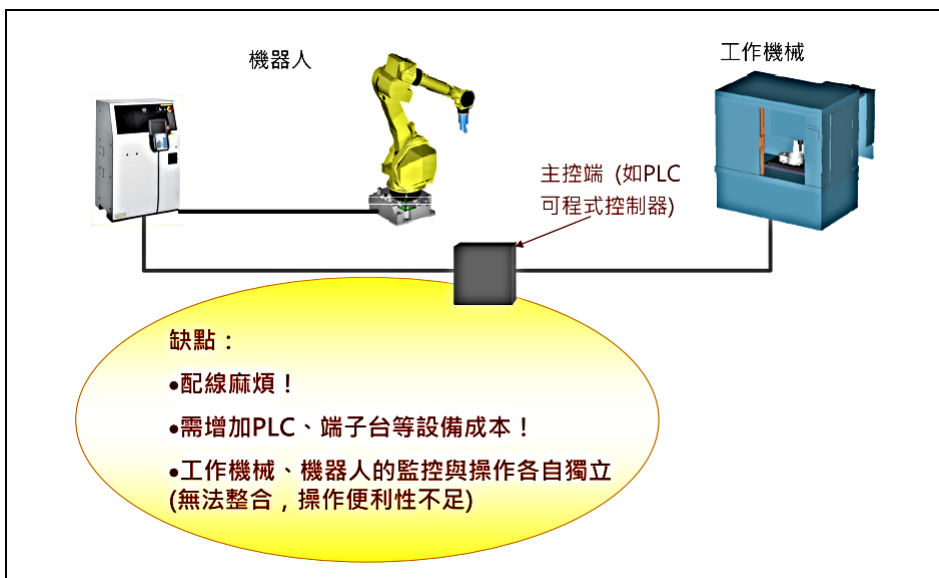 機器人
工作機械
主控端 (如PLC
可程式控制器)
缺點：
•配線麻煩！
•需增加PLC、端子台等設備成本！
•工作機械、機器人的監控與操作各自獨立
(無法整合，操作便利性不足)